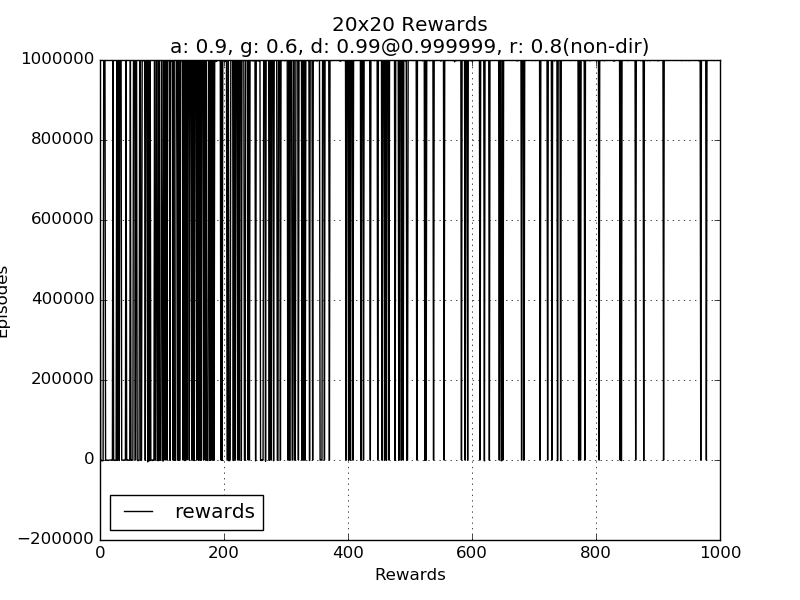 20x20 Rewards
a: 0.9, g: 0.6, d: 0.99@0.999999, r: 0.8(non-dir)
1000000
800000
600000
400000
200000
0
−200000
Episodes
rewards
0 200 400 600 800 1000
Rewards